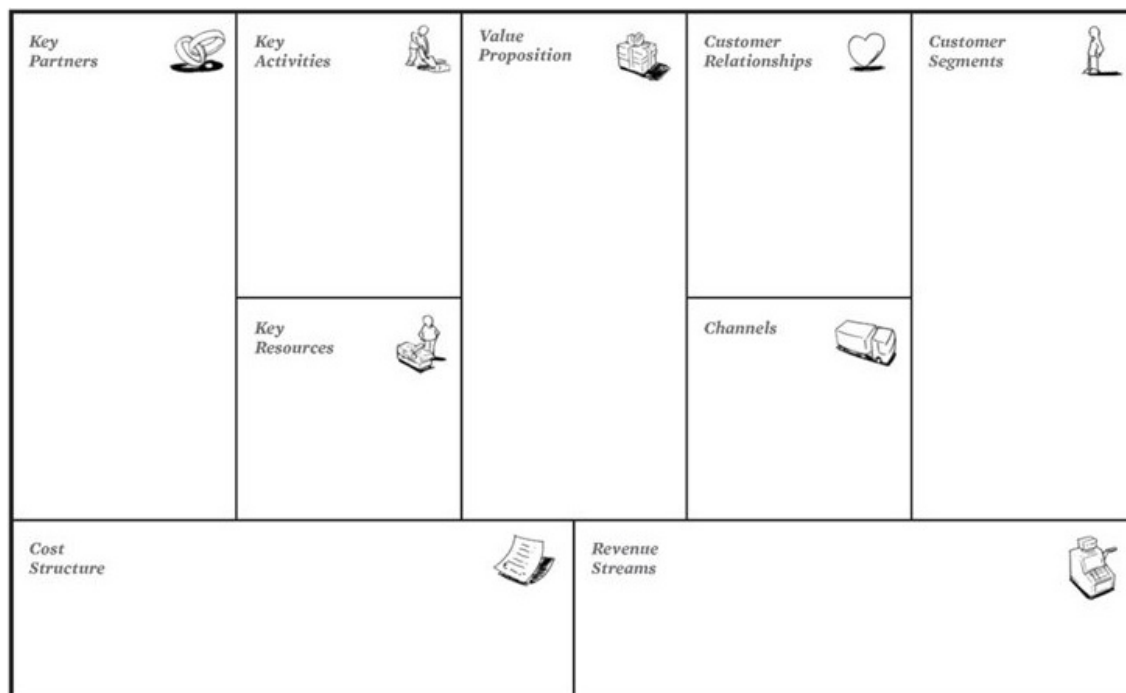 Key
Partners
Key
Activities
Value
Proposition
Customer
Relationships
Customer
Segments
Key
Resources
Channels
Cost
Structure
Revenue
Streams